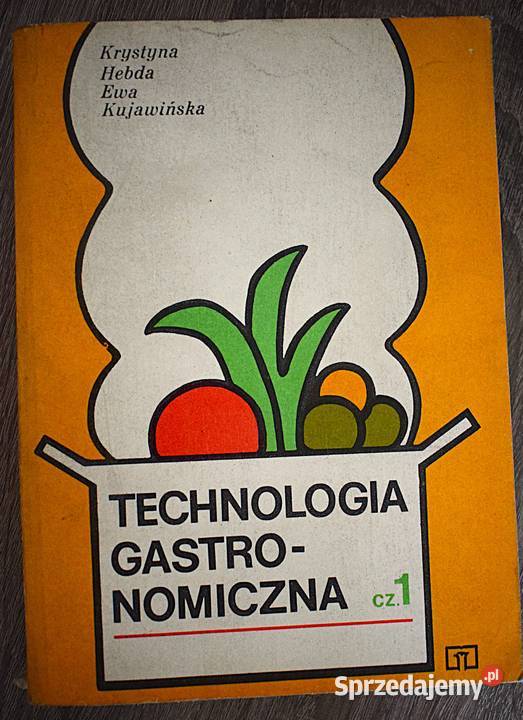 Krystyna
Hebda
Ewa
Kujawińska
TECHNOLOGIA
GASTRO-
NOMICZNA cz.1
Sprzedajemy.pl